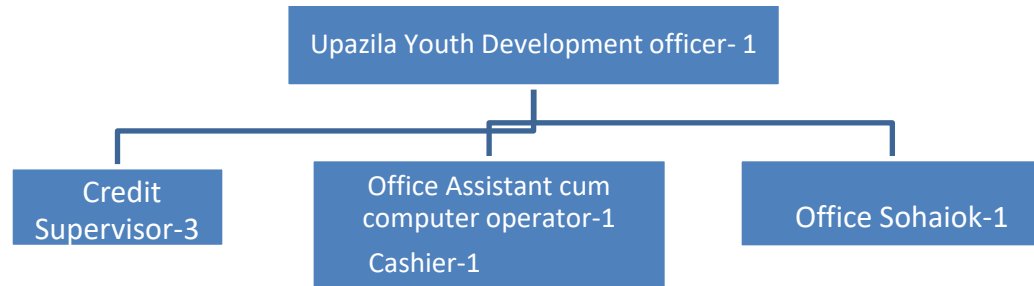 Upazila Youth Development officer- 1
Credit
Supervisor-3
Office Assistant cum
computer operator-1
Cashier-1
Office Sohaiok-1